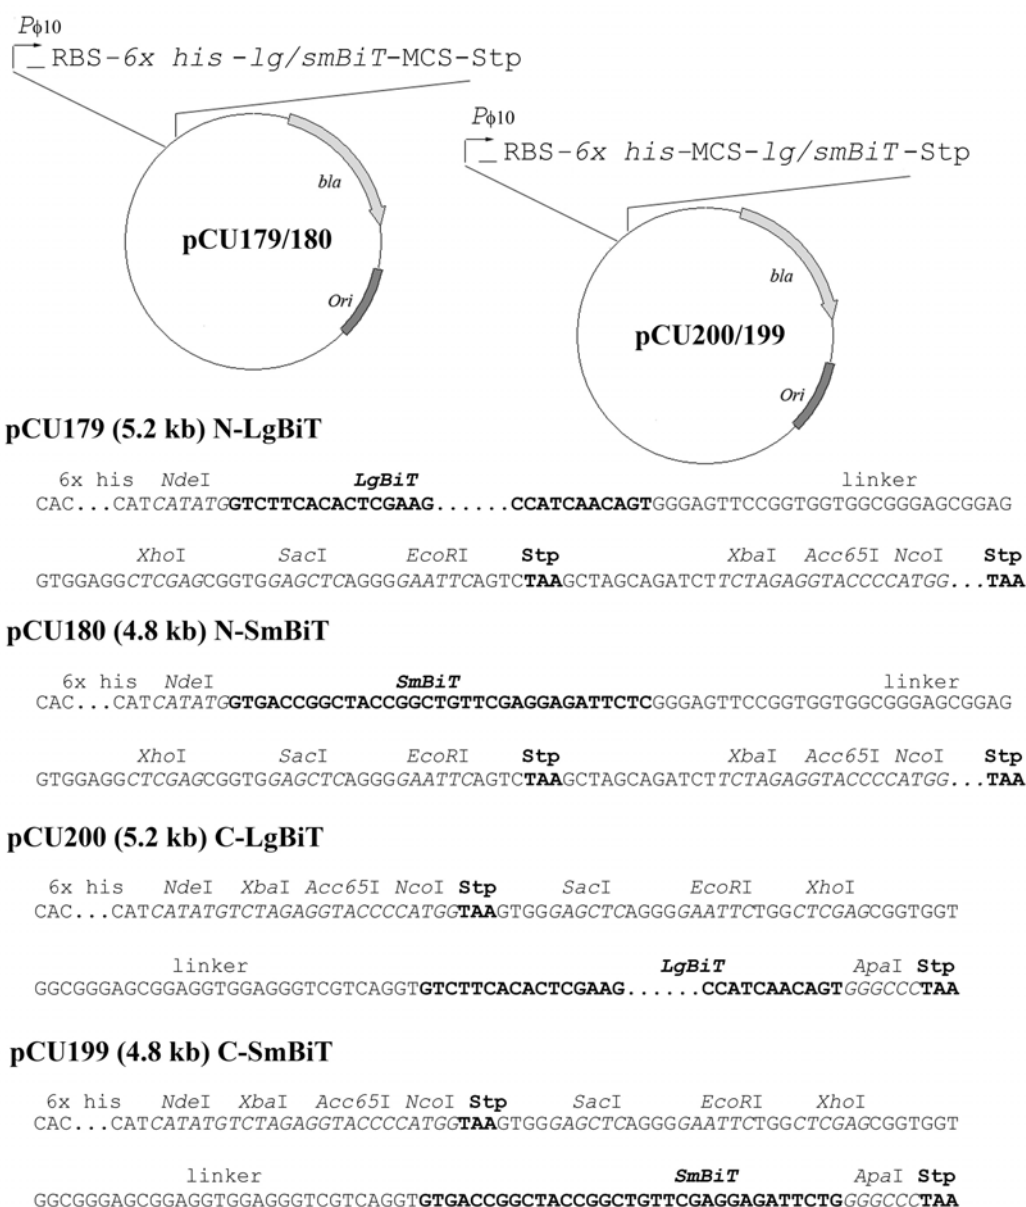 Pϕ10
RBS-6x his-lg/smBiT-MCS-Stp
bla
pCU179/180
Ori
Pϕ10
RBS-6x his-MCS-lg/smBiT-Stp
bla
pCU200/199
Ori
pCU179 (5.2 kb) N-LgBiT
6x his NdeI LgBiT linker
CAC...CATCATATGGTCTTCACACTCGAAG......CCATCAACAGTGGGAGTTCCGGTGGTGGCGGGAGCGGAG
XhoI SacI EcoRI Stp XbaI Acc65I NcoI Stp
GTGGAGGCTCGAGCGGTGGAGCTCAGGGGAATTCAGTCTAAGCTAGCAGATCTTCTAGAGGTACCCCATGG...TAA
pCU180 (4.8 kb) N-SmBiT
6x his NdeI SmBiT linker
CAC...CATCATATGGTGACCGGCTACCGGCTGTTCGAGGAGATTCTCGGGAGTTCCGGTGGTGGCGGGAGCGGAG
XhoI SacI EcoRI Stp XbaI Acc65I NcoI Stp
GTGGAGGCTCGAGCGGTGGAGCTCAGGGGAATTCAGTCTAAGCTAGCAGATCTTCTAGAGGTACCCCATGG...TAA
pCU200 (5.2 kb) C-LgBiT
6x his NdeI XbaI Acc65I NcoI Stp SacI EcoRI XhoI
CAC...CATCATATGTCTAGAGGTACCCCATGGTAAGTGGGAGCTCAGGGGAATTCTGGCTCGAGCGGTGGT
linker LgBiT ApaI Stp
GGCGGGAGCGGAGGTGGAGGGTCGTCAGGTGTCTTCACACTCGAAG......CCATCAACAGTGGGCCCTAA
pCU199 (4.8 kb) C-SmBiT
6x his NdeI XbaI Acc65I NcoI Stp SacI EcoRI XhoI
CAC...CATCATATGTCTAGAGGTACCCCATGGTAAGTGGGAGCTCAGGGGAATTCTGGCTCGAGCGGTGGT
linker SmBiT ApaI Stp
GGCGGGAGCGGAGGTGGAGGGTCGTCAGGTGTGACCGGCTACCGGCTGTTCGAGGAGATTCTGGGGCCCTAA